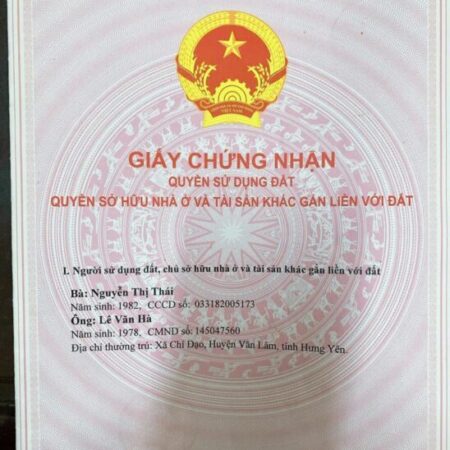 GIẤY CHỨNG NHẬN
QUYỀN SỬ DỤNG ĐẤT
QUYỀN SỞ HỮU NHÀ Ở VÀ TÀI SẢN KHÁC GẮN LIỀN VỚI ĐẤT
I. Người sử dụng đất, chủ sở hữu nhà ở và tài sản khác gắn liền với đất
Bà: Nguyễn Thị Thái
Năm sinh: 1982, CCCD số: 033182005173
Ông: Lê Văn Hà
Năm sinh: 1978, CMND số: 145047560
Địa chỉ thường trú: Xã Chỉ Đạo, Huyện Văn Lâm, tỉnh Hưng Yên.